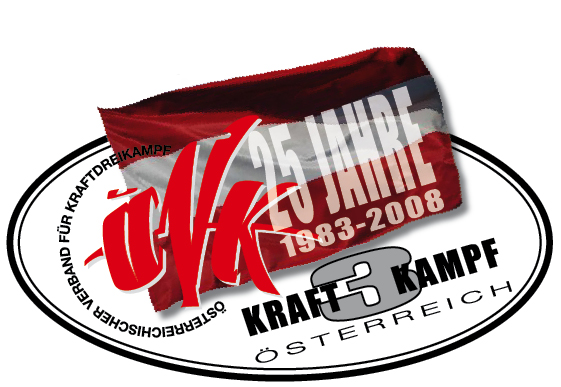 ÖSTERREICHISCHER VERBAND FÜR KRAFTDREIKAMPF
ÖVK
25 JAHRE
1983-2008
KRAFT 3 KAMPF
ÖSTERREICH